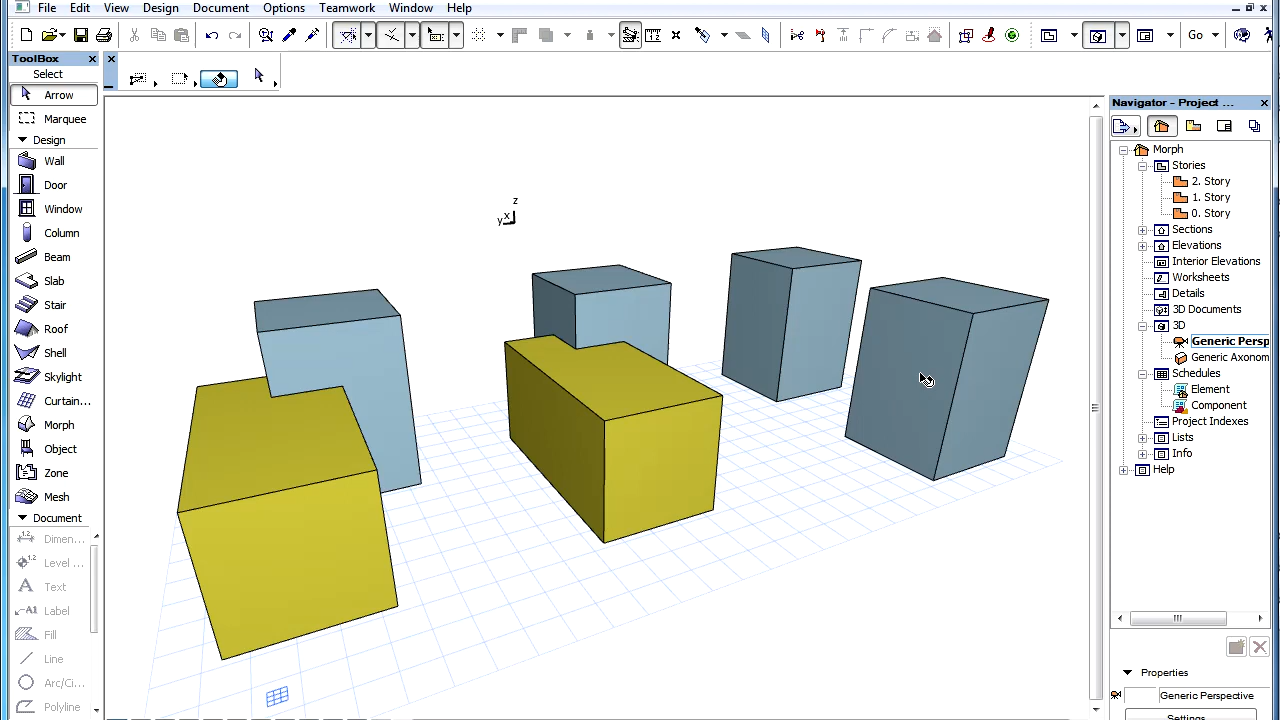 File Edit View Design Document Options Teamwork Window Help
Go
ToolBox
Select
Arrow
Marquee
Design
Wall
Door
Window
Column
Beam
Slab
Stair
Roof
Shell
Skylight
Curtain...
Morph
Object
Zone
Mesh
Document
Dimen...
Level ...
Text
Label
Fill
Line
Arc/Ci...
Polyline
z
y x
Navigator - Project ...
Morph
Stories
2. Story
1. Story
0. Story
Sections
Elevations
Interior Elevations
Worksheets
Details
3D Documents
3D
Generic Persp
Generic Axonom
Schedules
Element
Component
Project Indexes
Lists
Info
Help
Properties
Generic Perspective
Settings...